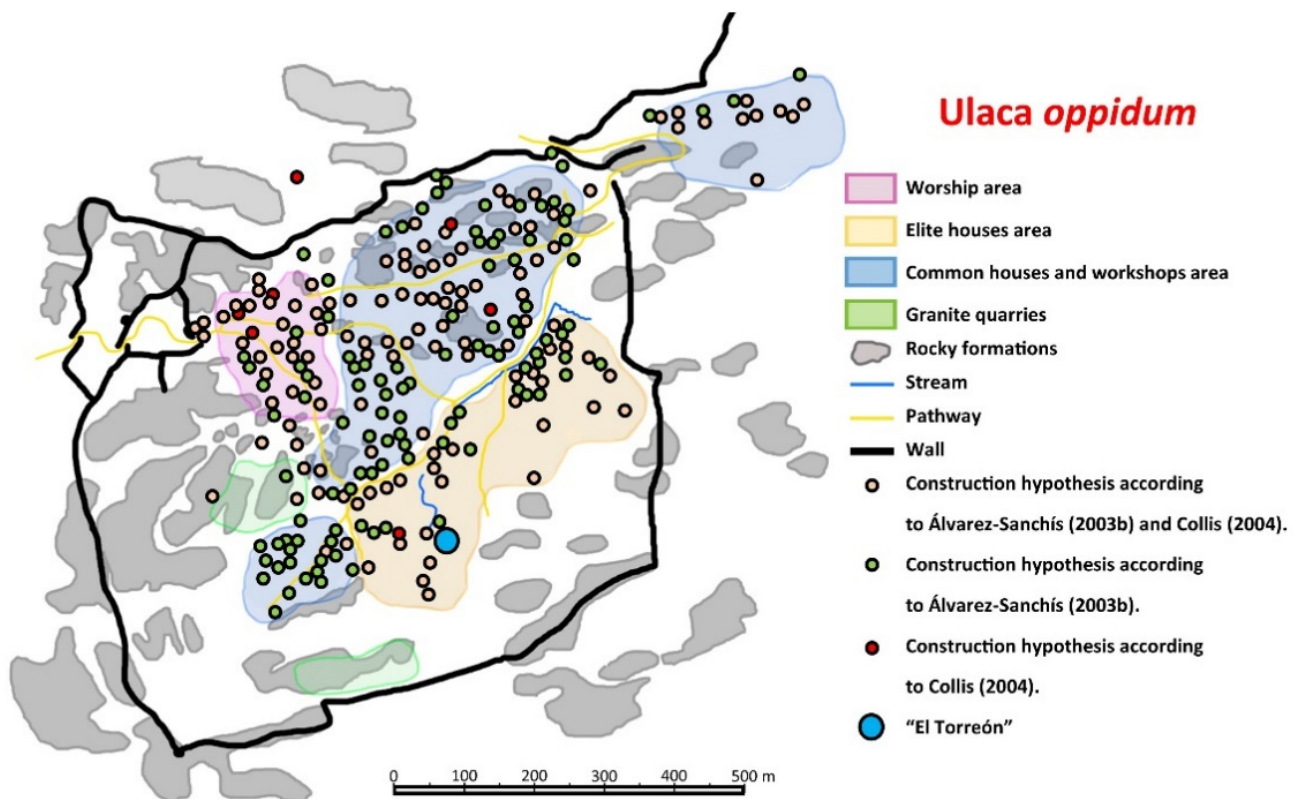 Ulaca oppidum
Worship area
Elite houses area
Common houses and workshops area
Granite quarries
Rocky formations
Stream
Pathway
Wall
Construction hypothesis according
to Álvarez-Sanchís (2003b) and Collis (2004).
Construction hypothesis according
to Álvarez-Sanchís (2003b).
Construction hypothesis according
to Collis (2004).
“El Torreón”
0 100 200 300 400 500 m